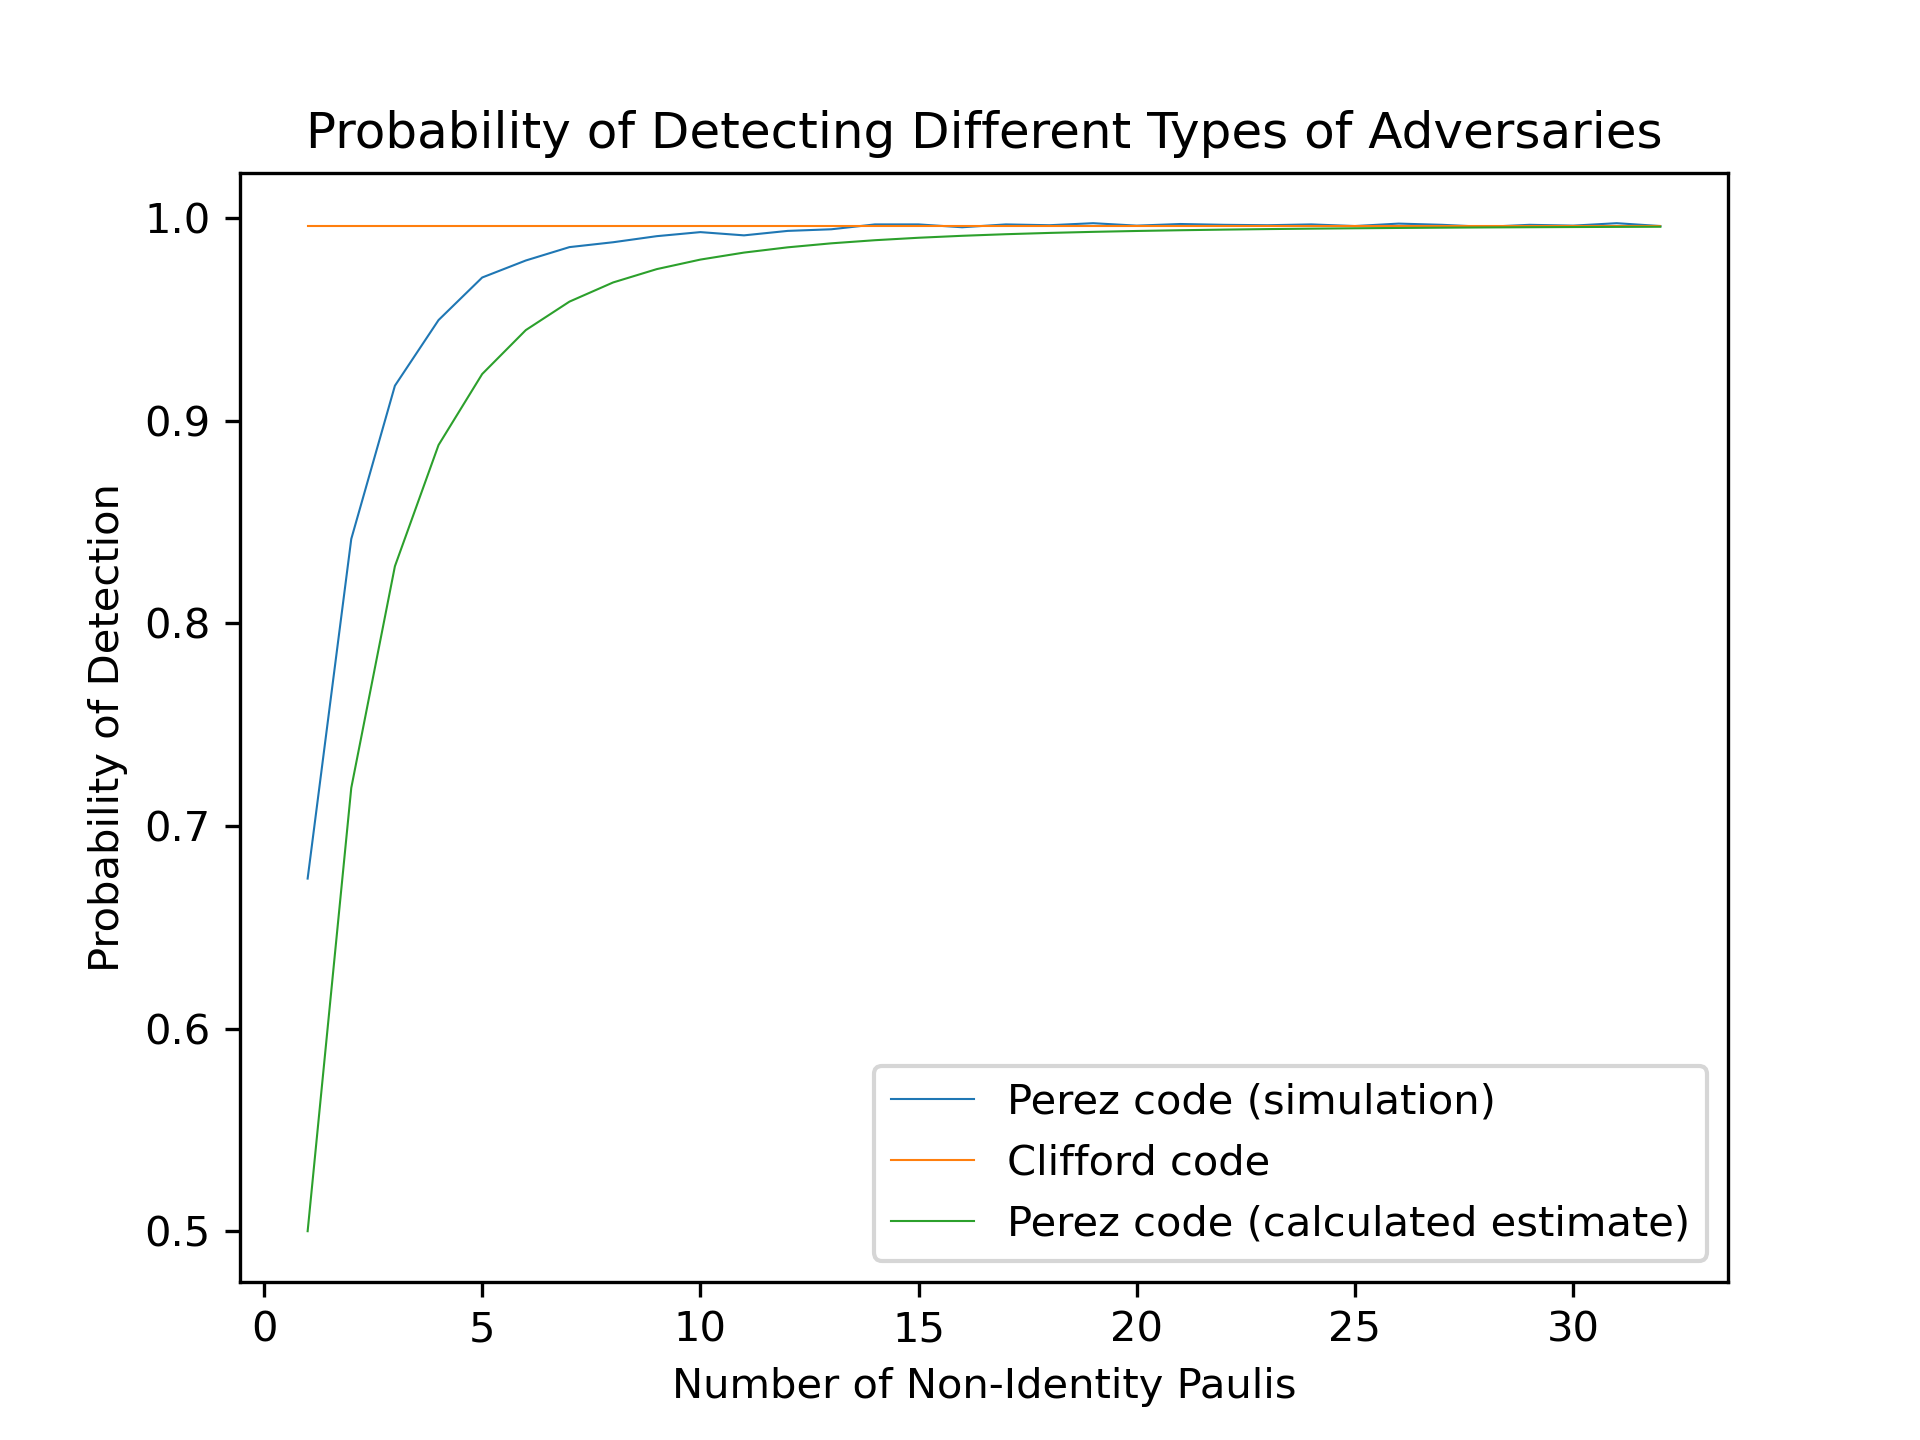 Probability of Detecting Different Types of Adversaries
Probability of Detection
1.0
0.9
0.8
0.7
0.6
0.5
Perez code (simulation)
Clifford code
Perez code (calculated estimate)
0 5 10 15 20 25 30
Number of Non-Identity Paulis